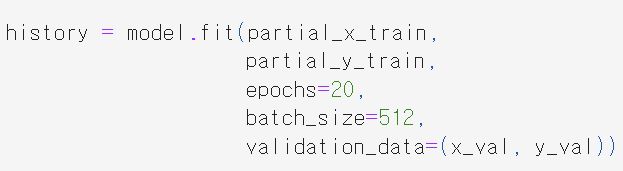 history = model.fit(partial_x_train,
                    partial_y_train,
                    epochs=20,
                    batch_size=512,
                    validation_data=(x_val, y_val))